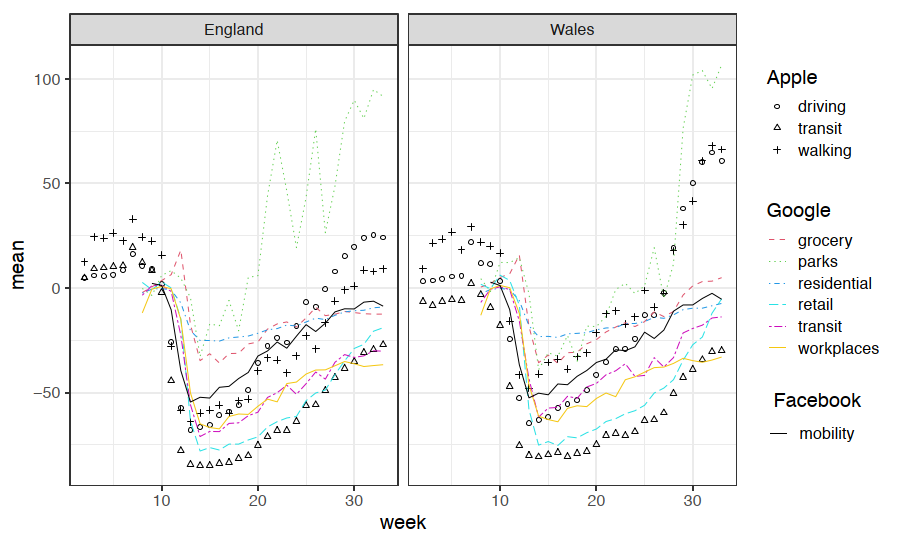 England
Wales
mean
100
50
0
−50
10
20
30
10
20
30
week
Apple
driving
transit
walking
Google
grocery
parks
residential
retail
transit
workplaces
Facebook
mobility